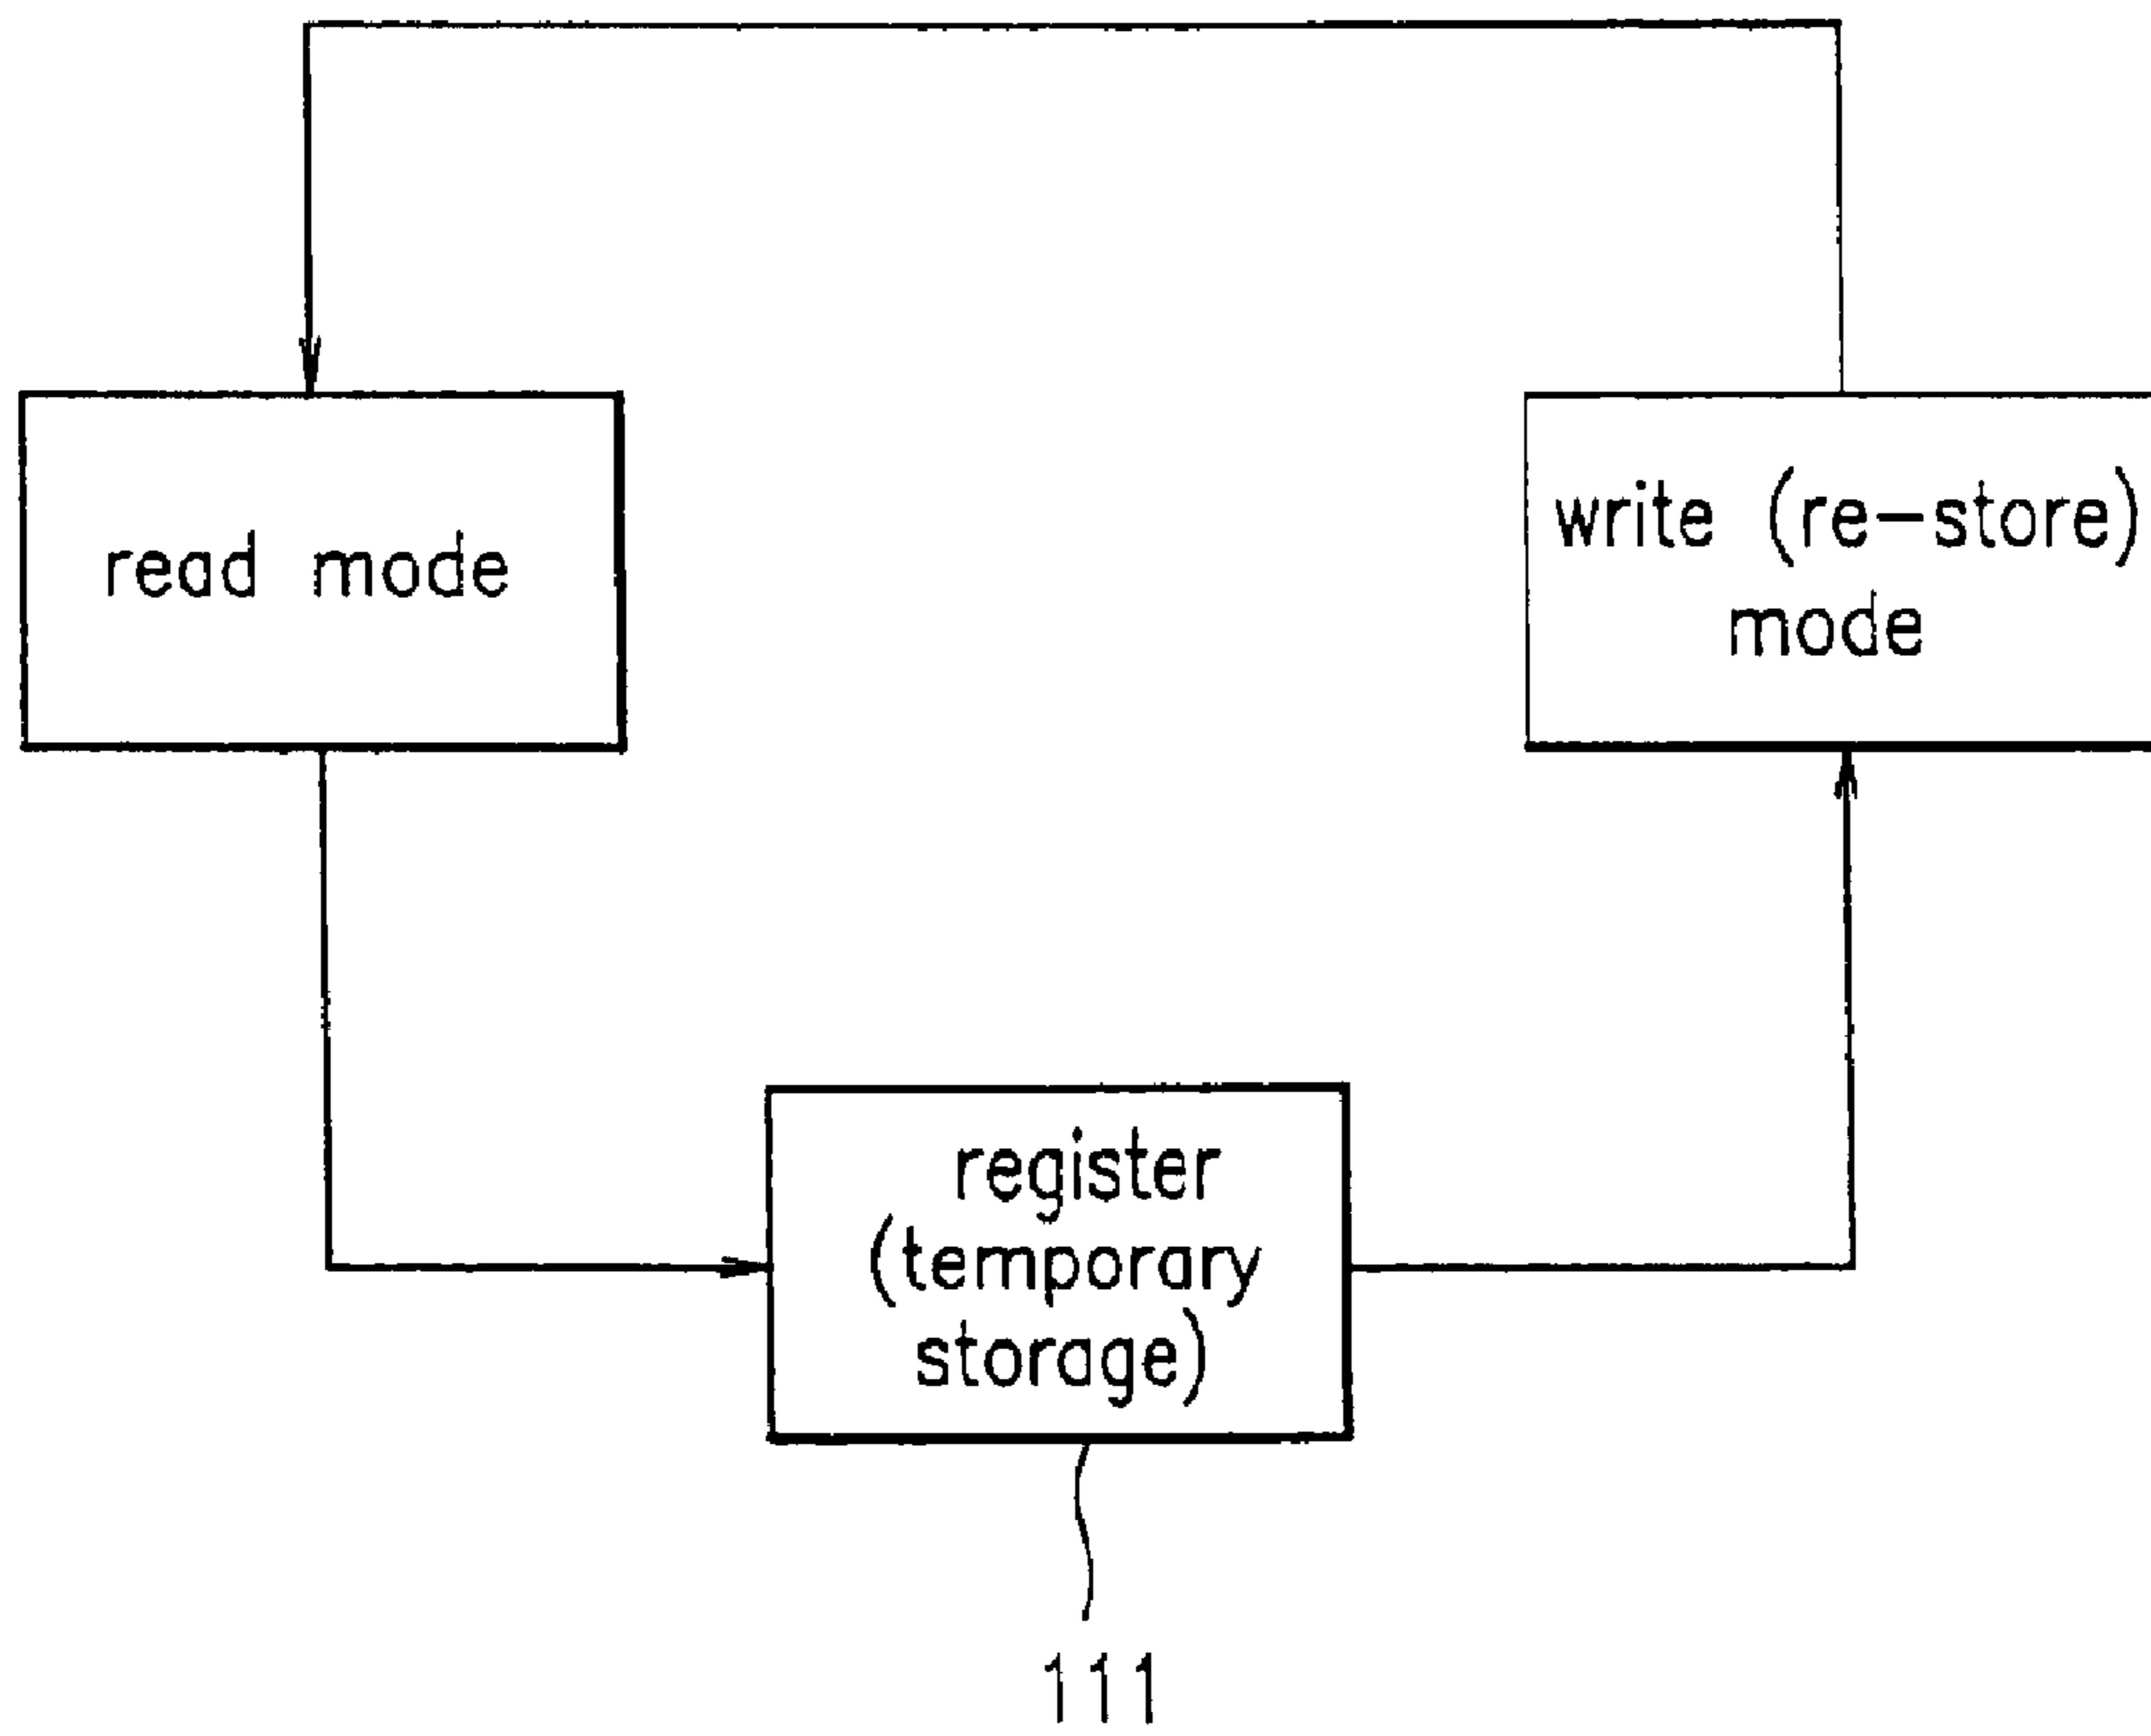 read mode
write (re-store)
mode
register
(temporary
storage)
111